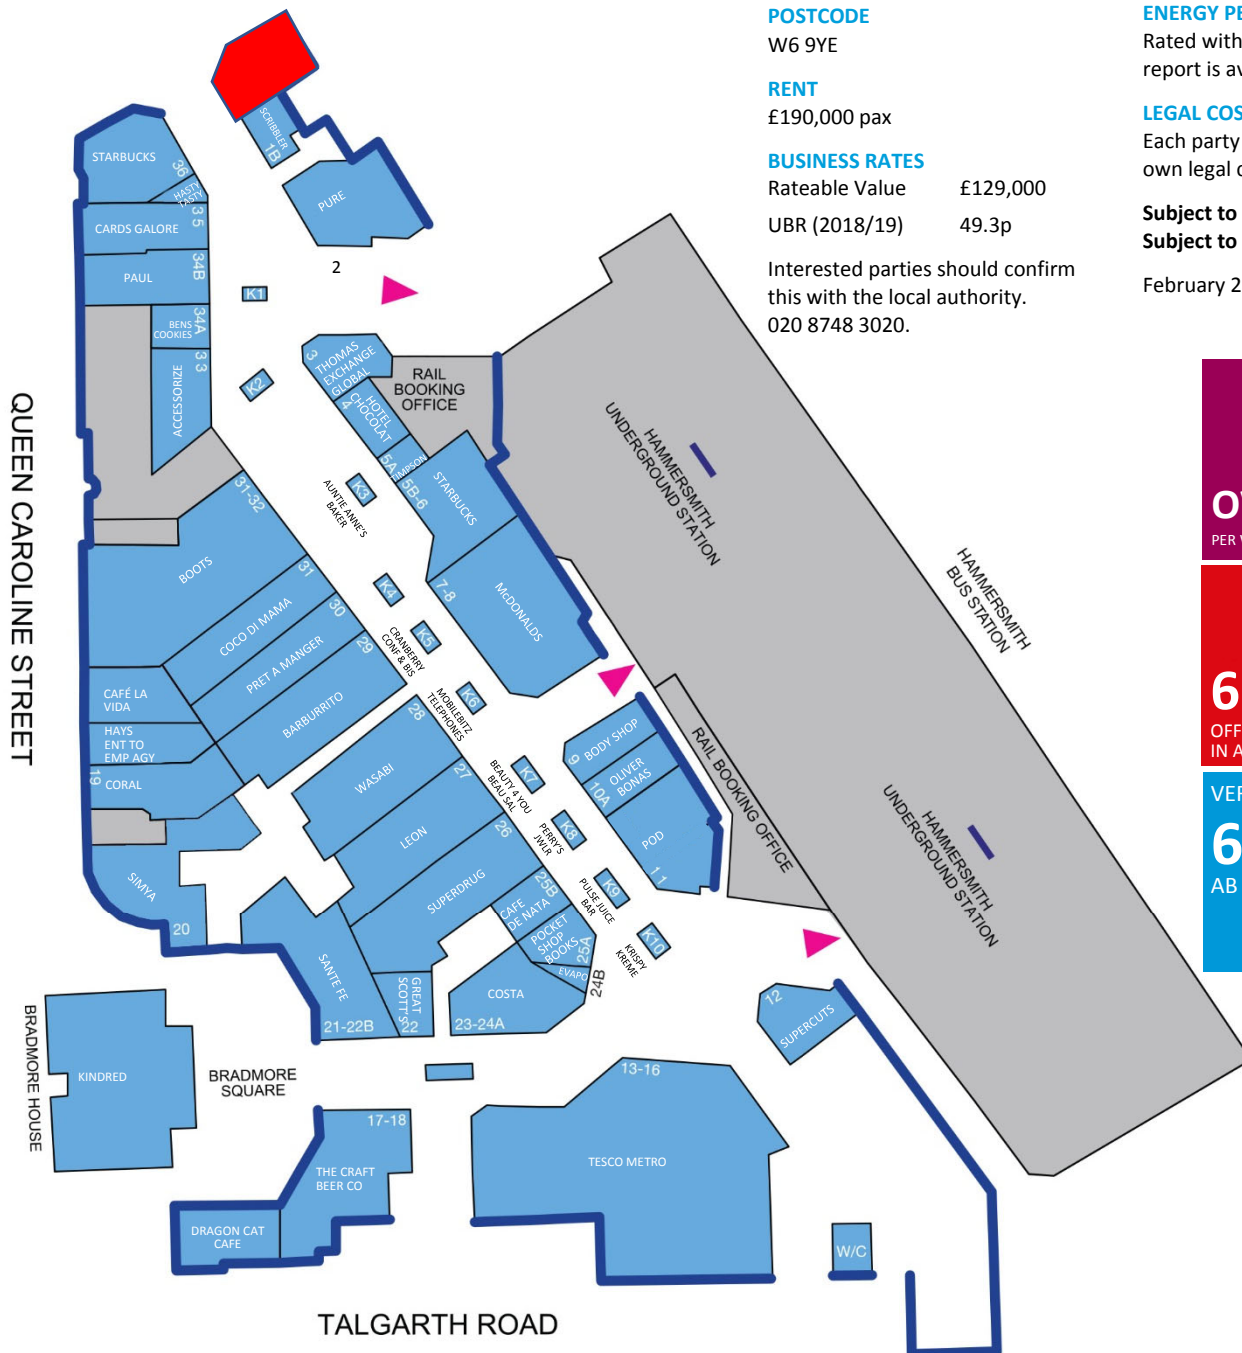 POSTCODE
W6 9YE
RENT
£190,000 pax
BUSINESS RATES
Rateable Value £129,000
UBR (2018/19) 49.3p
Interested parties should confirm
this with the local authority.
020 8748 3020.
ENERGY PE
Rated with
report is av
LEGAL COS
Each party
own legal c
Subject to
Subject to
February 2
OV
PER W
6
OFF
IN A
VER
6
AB
SCRIBBLER
1B
PURE
2
STARBUCKS
36
HASTY
TASTY
35
CARDS GALORE
PAUL
34B
BENS
COOKIES
34A
33
ACCESSORIZE
K1
K2
3
THOMAS
EXCHANGE
GLOBAL
4
HOTEL
CHOCOLAT
5A
TIMPSON
5B-6
STARBUCKS
RAIL
BOOKING
OFFICE
K3
AUNTIE ANNE'S
BAKER
31-32
BOOTS
31
COCO DI MAMA
30
PRET A MANGER
29
BARBURRITO
K4
K5
CRANBERRY
CONF & BIS
K6
MOBILEBITZ
TELEPHONES
7-8
McDONALDS
HAMMERSMITH
UNDERGROUND STATION
HAMMERSMITH
BUS STATION
QUEEN CAROLINE STREET
CAFÉ LA
VIDA
HAYS
ENT TO
EMP AGY
19
CORAL
SIMYA
20
28
WASABI
27
LEON
26
SUPERDRUG
25B
CAFE
DE NATA
POCKET
SHOP
BOOKS
25A
EVAPO
24B
COSTA
23-24A
GREAT
SCOTT'S
22
SANTE FE
21-22B
K7
BEAUTY 4 YOU
BEAU SAL
K8
PERRY'S
JWLR
K9
PULSE JUICE
BAR
K10
KRISPY
KREME
9
BODY SHOP
10A
OLIVER
BONAS
POD
11
RAIL BOOKING OFFICE
HAMMERSMITH
UNDERGROUND STATION
12
SUPERCUTS
BRADMORE HOUSE
KINDRED
BRADMORE
SQUARE
17-18
THE CRAFT
BEER CO
DRAGON CAT
CAFE
13-16
TESCO METRO
W/C
TALGARTH ROAD